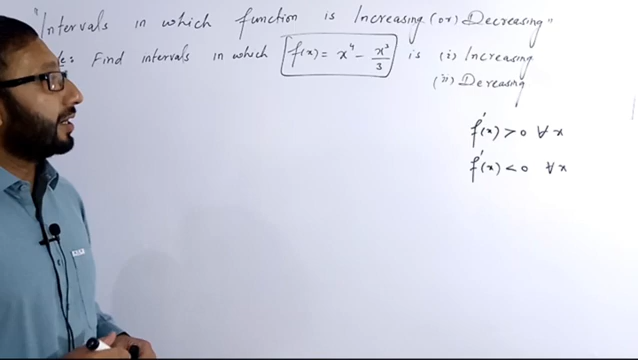 "Intervals in which function is Increasing (or) Decreasing"
: Find intervals in which f(x) = x⁴ - x³/3 is (i) Increasing
(ii) Dereasing
f'(x) > 0 ∀ x
f'(x) < 0 ∀ x